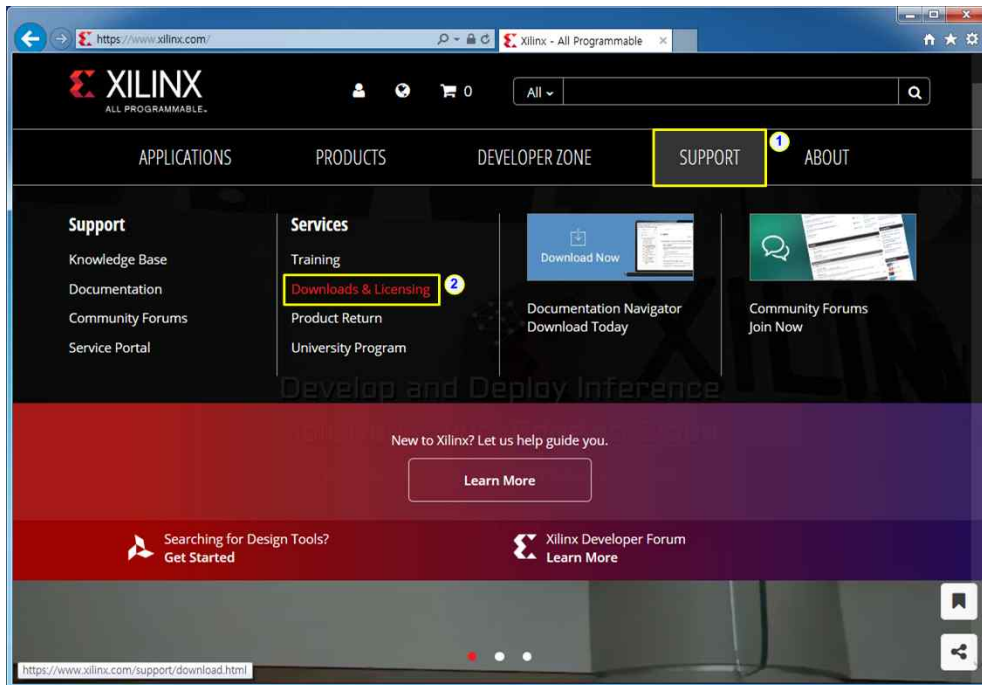 https://www.xilinx.com/
Xilinx - All Programmable
XILINX
ALL PROGRAMMABLE.
0
All
APPLICATIONS
PRODUCTS
DEVELOPER ZONE
SUPPORT
1
ABOUT
Support
Knowledge Base
Documentation
Community Forums
Service Portal
Services
Training
Downloads & Licensing
2
Product Return
University Program
Download Now
Documentation Navigator
Download Today
Community Forums
Join Now
Develop and Deploy Inference
New to Xilinx? Let us help guide you.
Learn More
Searching for Design Tools?
Get Started
Xilinx Developer Forum
Learn More
https://www.xilinx.com/support/download.html